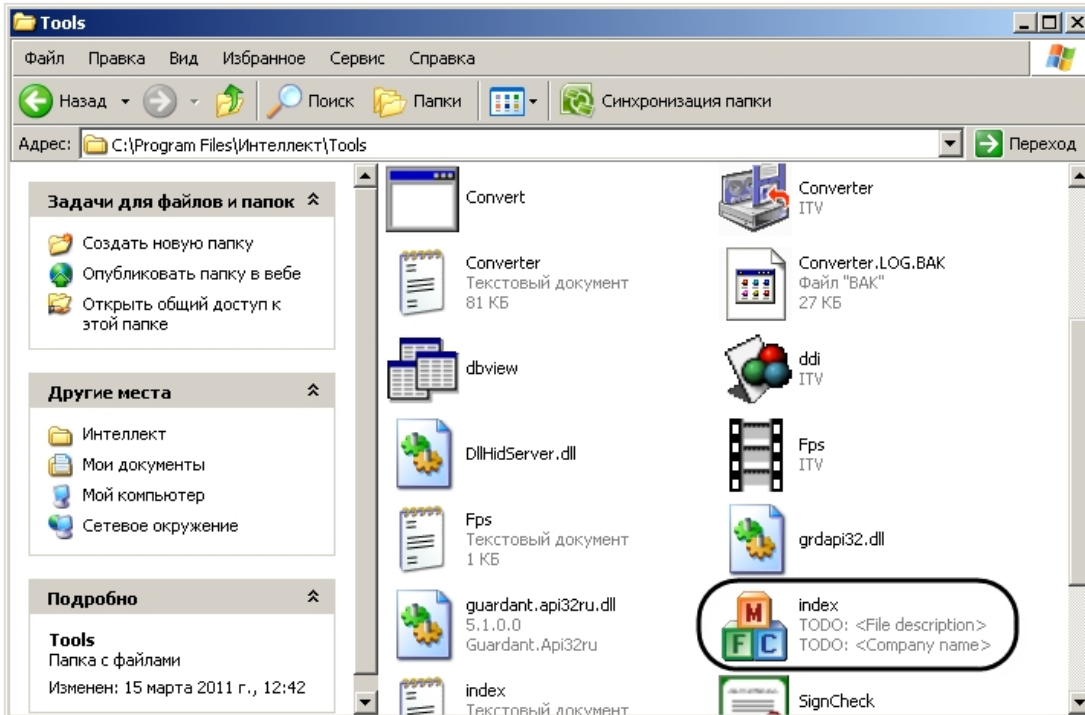 Tools
Файл Правка Вид Избранное Сервис Справка
Назад Поиск Папки Синхронизация папки
Адрес: C:\Program Files\Интеллект\Tools Переход
Задачи для файлов и папок
Создать новую папку
Опубликовать папку в вебе
Открыть общий доступ к
этой папке
Другие места
Интеллект
Мои документы
Мой компьютер
Сетевое окружение
Подробно
Tools
Папка с файлами
Изменен: 15 марта 2011 г., 12:42
Convert
Converter
ITV
Converter
Текстовый документ
81 КБ
Converter.LOG.BAK
Файл "BAK"
27 КБ
dbview
ddi
ITV
DllHidServer.dll
Fps
ITV
Fps
Текстовый документ
1 КБ
grdapi32.dll
guardant.api32ru.dll
5.1.0.0
Guardant.Api32ru
M
F C
index
TODO: <File description>
TODO: <Company name>
index
Текстовый документ
SignCheck